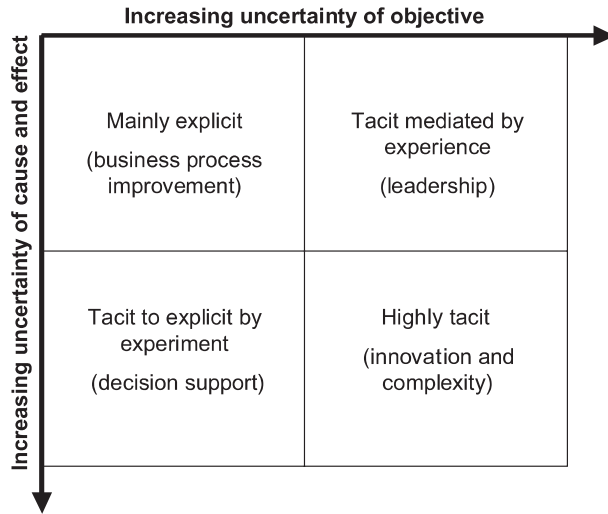 Increasing uncertainty of objective
Increasing uncertainty of cause and effect
Mainly explicit
(business process
improvement)
Tacit mediated by
experience
(leadership)
Tacit to explicit by
experiment
(decision support)
Highly tacit
(innovation and
complexity)